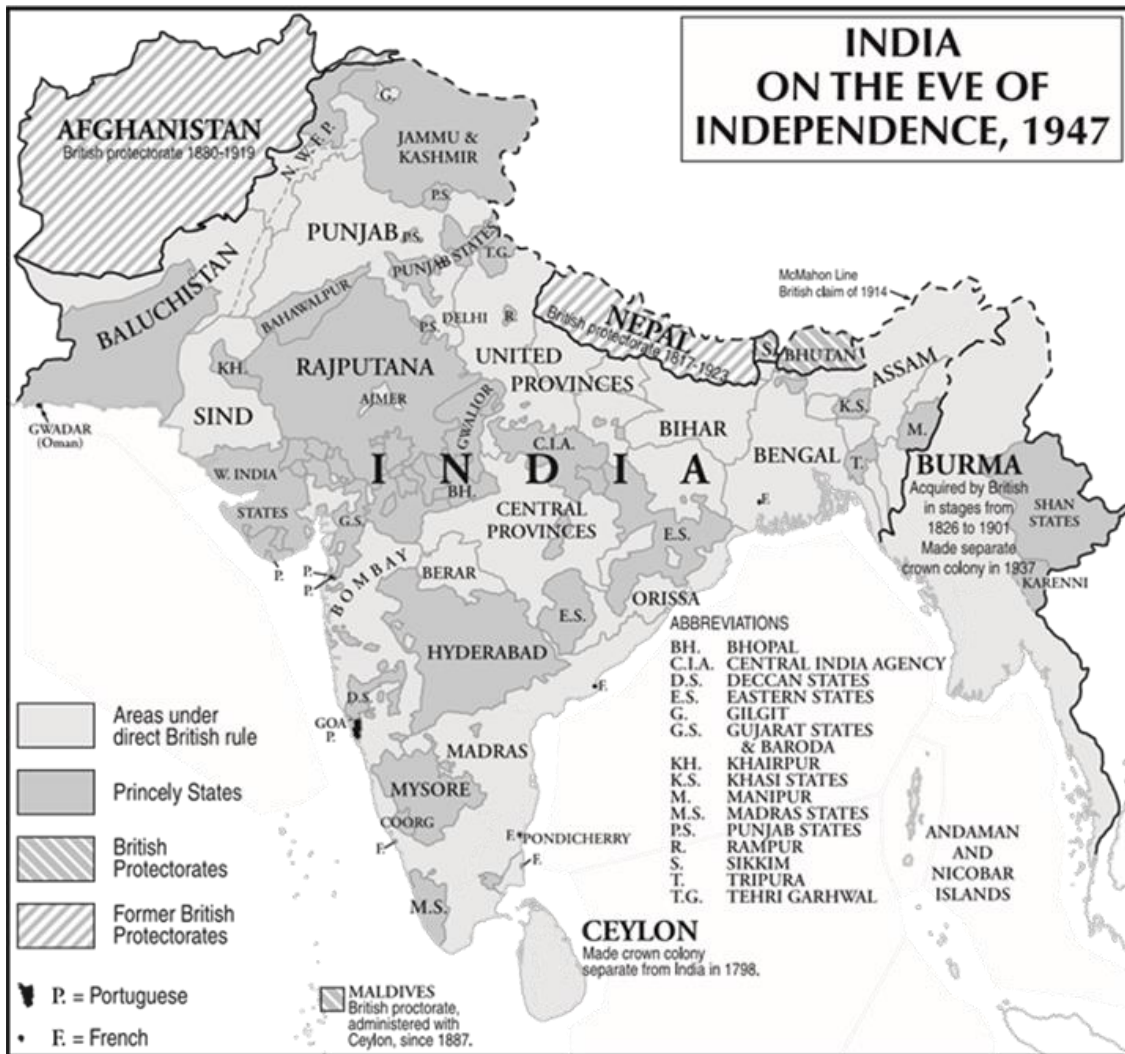 INDIA
ON THE EVE OF
INDEPENDENCE, 1947
AFGHANISTAN
British protectorate 1880-1919
N. W. F. P.
G.
JAMMU &
KASHMIR
P.S.
PUNJAB
P.S.
PUNJAB STATES
T.G.
BALUCHISTAN
BAHAWALPUR
P.S.
DELHI
R.
NEPAL
British protectorate 1817-1923
McMahon Line
British claim of 1914
S.
BHUTAN
ASSAM
KH.
RAJPUTANA
AJMER
UNITED
PROVINCES
GWADAR
(Oman)
SIND
GWALIOR
C.I.A.
BIHAR
K.S.
M.
BENGAL
T.
W. INDIA
STATES
INDIA
BH.
F.
BURMA
Acquired by British
in stages from
1826 to 1901
Made separate
crown colony in 1937
SHAN
STATES
KARENNI
G.S.
CENTRAL
PROVINCES
E.S.
P.
P.
P.
BOMBAY
BERAR
E.S.
ORISSA
HYDERABAD
D.S.
GOA
P.
F.
MADRAS
MYSORE
COORG
F.
F.
PONDICHERRY
F.
M.S.
CEYLON
Made crown colony
separate from India in 1798.
ANDAMAN
AND
NICOBAR
ISLANDS
ABBREVIATIONS
BH. BHOPAL
C.I.A. CENTRAL INDIA AGENCY
D.S. DECCAN STATES
E.S. EASTERN STATES
G. GILGIT
G.S. GUJARAT STATES
& BARODA
KH. KHAIRPUR
K.S. KHASI STATES
M. MANIPUR
M.S. MADRAS STATES
P.S. PUNJAB STATES
R. RAMPUR
S. SIKKIM
T. TRIPURA
T.G. TEHRI GARHWAL
Areas under
direct British rule
Princely States
British
Protectorates
Former British
Protectorates
P. = Portuguese
F. = French
MALDIVES
British proctorate,
administered with
Ceylon, since 1887.